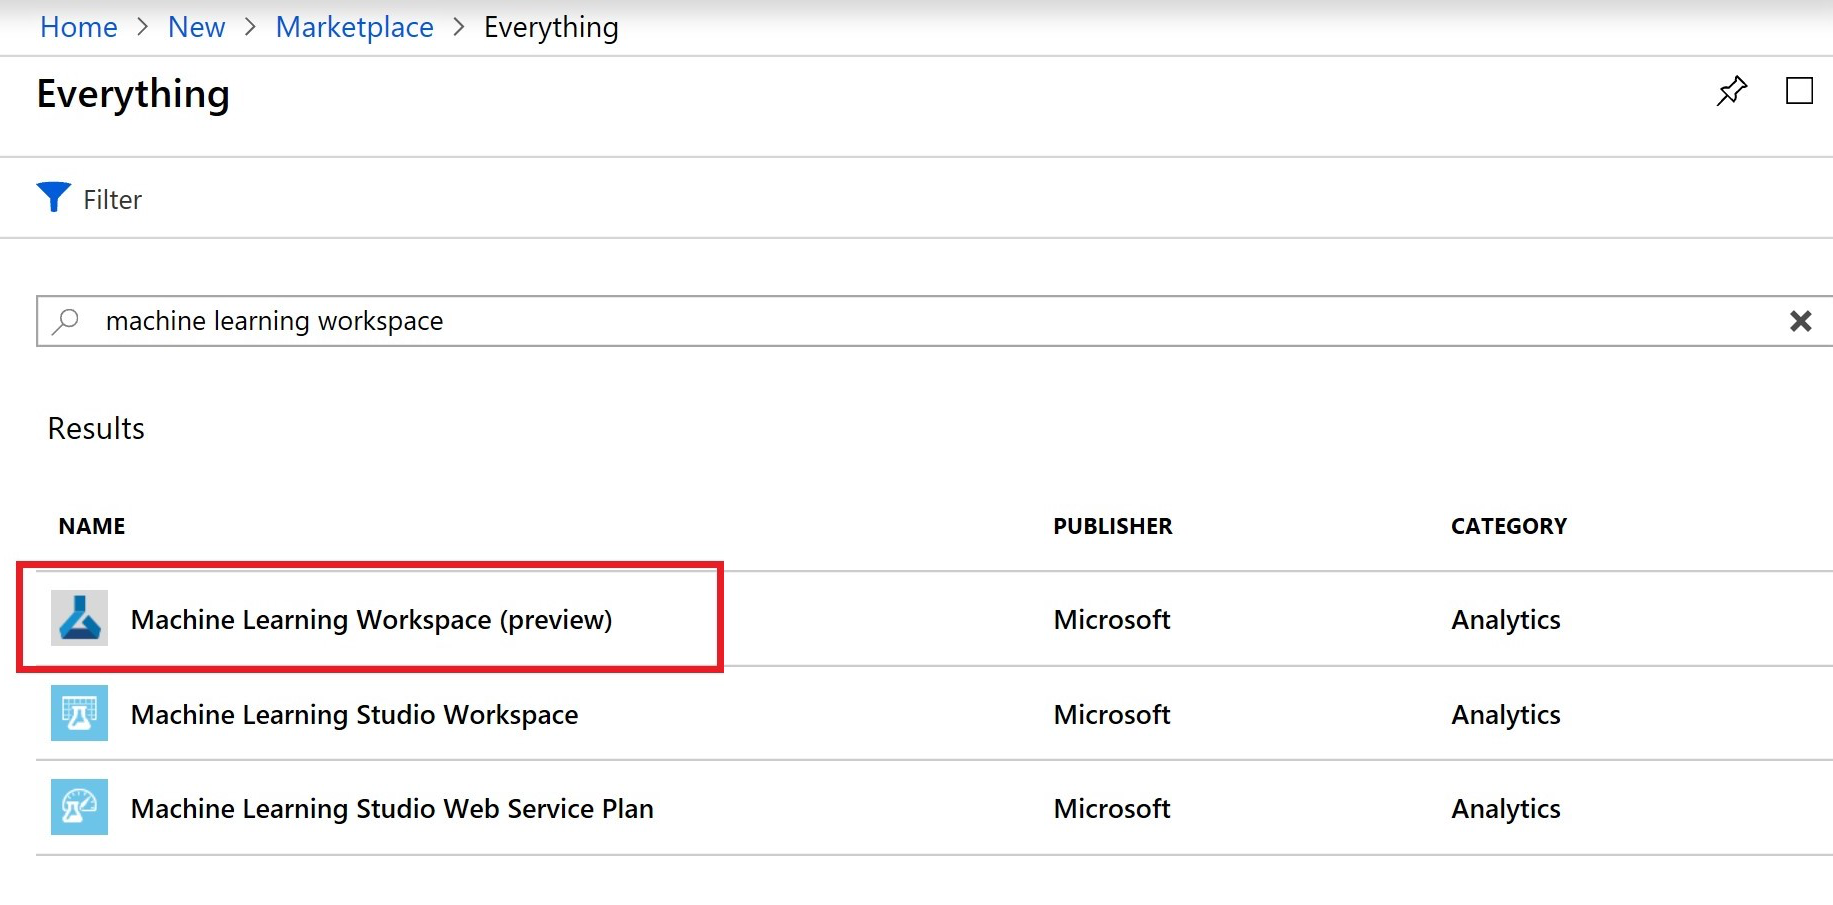 Home > New > Marketplace > Everything
Everything
Filter
machine learning workspace
Results
NAME PUBLISHER CATEGORY
Machine Learning Workspace (preview) Microsoft Analytics
Machine Learning Studio Workspace Microsoft Analytics
Machine Learning Studio Web Service Plan Microsoft Analytics